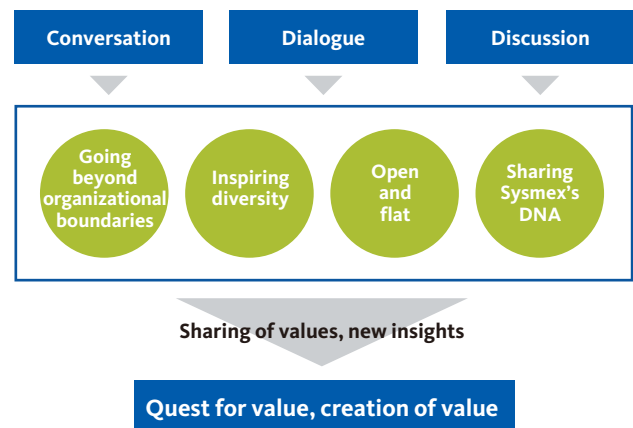 Conversation
Dialogue
Discussion
Going
beyond
organizational
boundaries
Inspiring
diversity
Open
and
flat
Sharing
Sysmex's
DNA
Sharing of values, new insights
Quest for value, creation of value